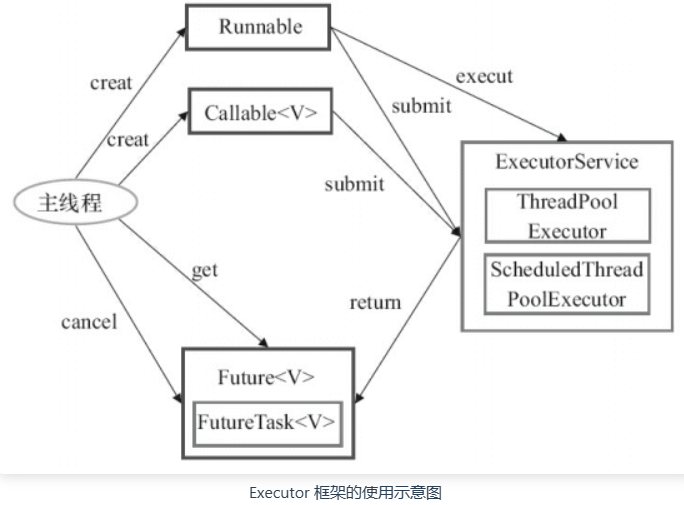 Runnable
creat
execut
submit
Callable<V>
creat
ExecutorService
submit
主线程
ThreadPool
Executor
ScheduledThread
PoolExecutor
get
return
cancel
Future<V>
FutureTask<V>
Executor 框架的使用示意图